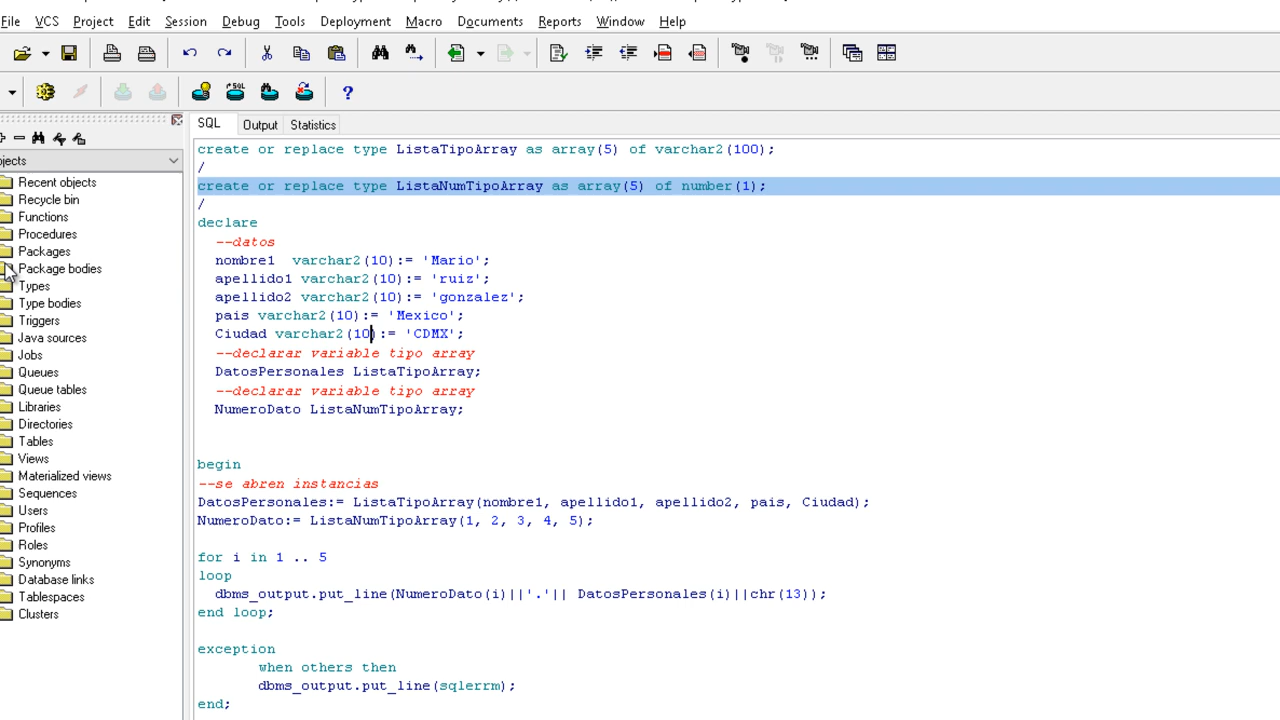 File VCS Project Edit Session Debug Tools Deployment Macro Documents Reports Window Help
SQL Output Statistics
jects
Recent objects
Recycle bin
Functions
Procedures
Packages
Package bodies
Types
Type bodies
Triggers
Java sources
Jobs
Queues
Queue tables
Libraries
Directories
Tables
Views
Materialized views
Sequences
Users
Profiles
Roles
Synonyms
Database links
Tablespaces
Clusters
create or replace type ListaTipoArray as array(5) of varchar2(100);
/
create or replace type ListaNumTipoArray as array(5) of number(1);
/
declare
--datos
nombre1  varchar2(10):= 'Mario';
apellido1 varchar2(10):= 'ruiz';
apellido2 varchar2(10):= 'gonzalez';
pais varchar2(10):= 'Mexico';
Ciudad varchar2(10):= 'CDMX';
--declarar variable tipo array
DatosPersonales ListaTipoArray;
--declarar variable tipo array
NumeroDato ListaNumTipoArray;
begin
--se abren instancias
DatosPersonales:= ListaTipoArray(nombre1, apellido1, apellido2, pais, Ciudad);
NumeroDato:= ListaNumTipoArray(1, 2, 3, 4, 5);
for i in 1 .. 5
loop
dbms_output.put_line(NumeroDato(i)||'.'|| DatosPersonales(i)||chr(13));
end loop;
exception
when others then
dbms_output.put_line(sqlerrm);
end;